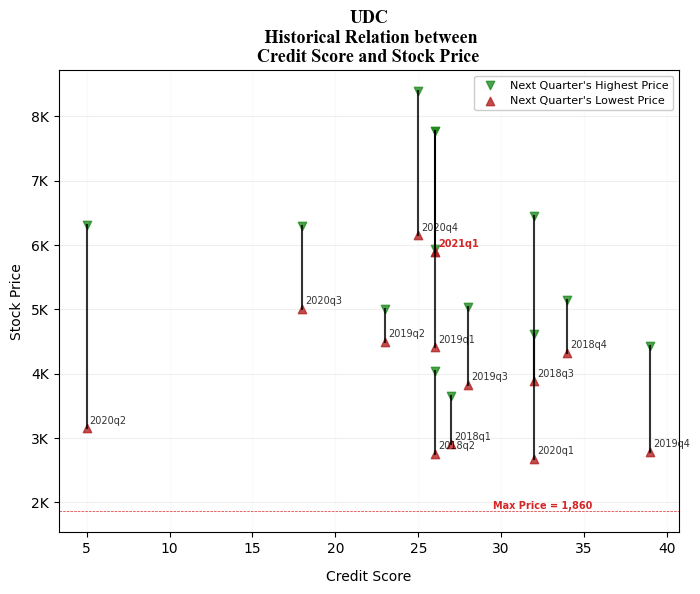 UDC
Historical Relation between
Credit Score and Stock Price
Next Quarter's Highest Price
Next Quarter's Lowest Price
8K
7K
6K
5K
4K
3K
2K
Stock Price
2020q4
2021q1
2020q3
2019q2
2019q1
2018q4
2019q3
2018q3
2020q2
2018q1
2018q2
2019q4
2020q1
Max Price = 1,860
5 10 15 20 25 30 35 40
Credit Score